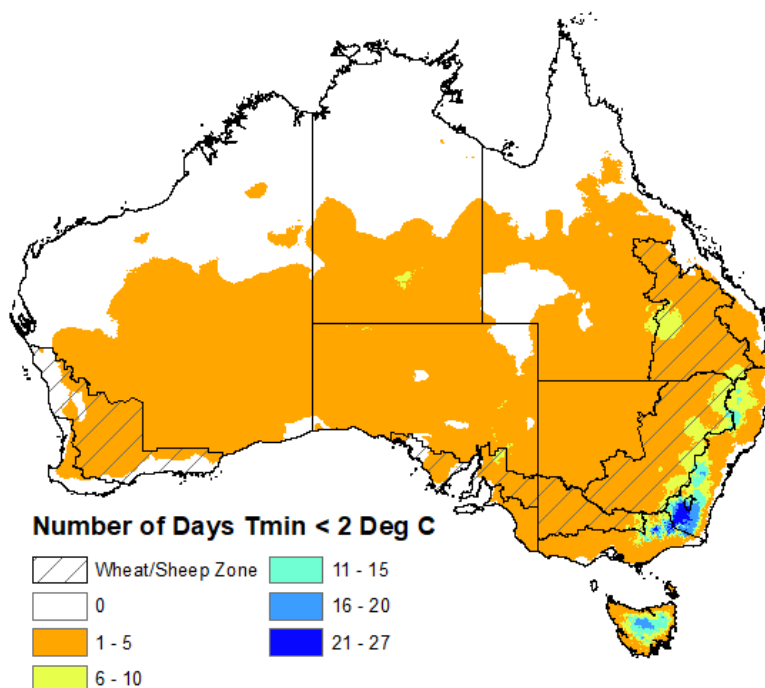 Number of Days Tmin < 2 Deg C
Wheat/Sheep Zone
0
1 - 5
6 - 10
11 - 15
16 - 20
21 - 27